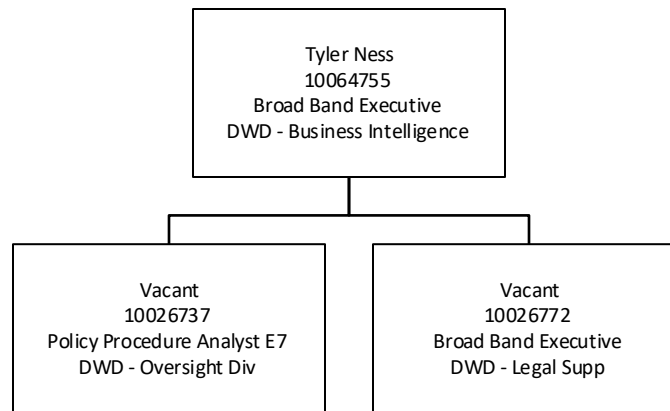 Tyler Ness
10064755
Broad Band Executive
DWD - Business Intelligence
Vacant
10026737
Policy Procedure Analyst E7
DWD - Oversight Div
Vacant
10026772
Broad Band Executive
DWD - Legal Supp